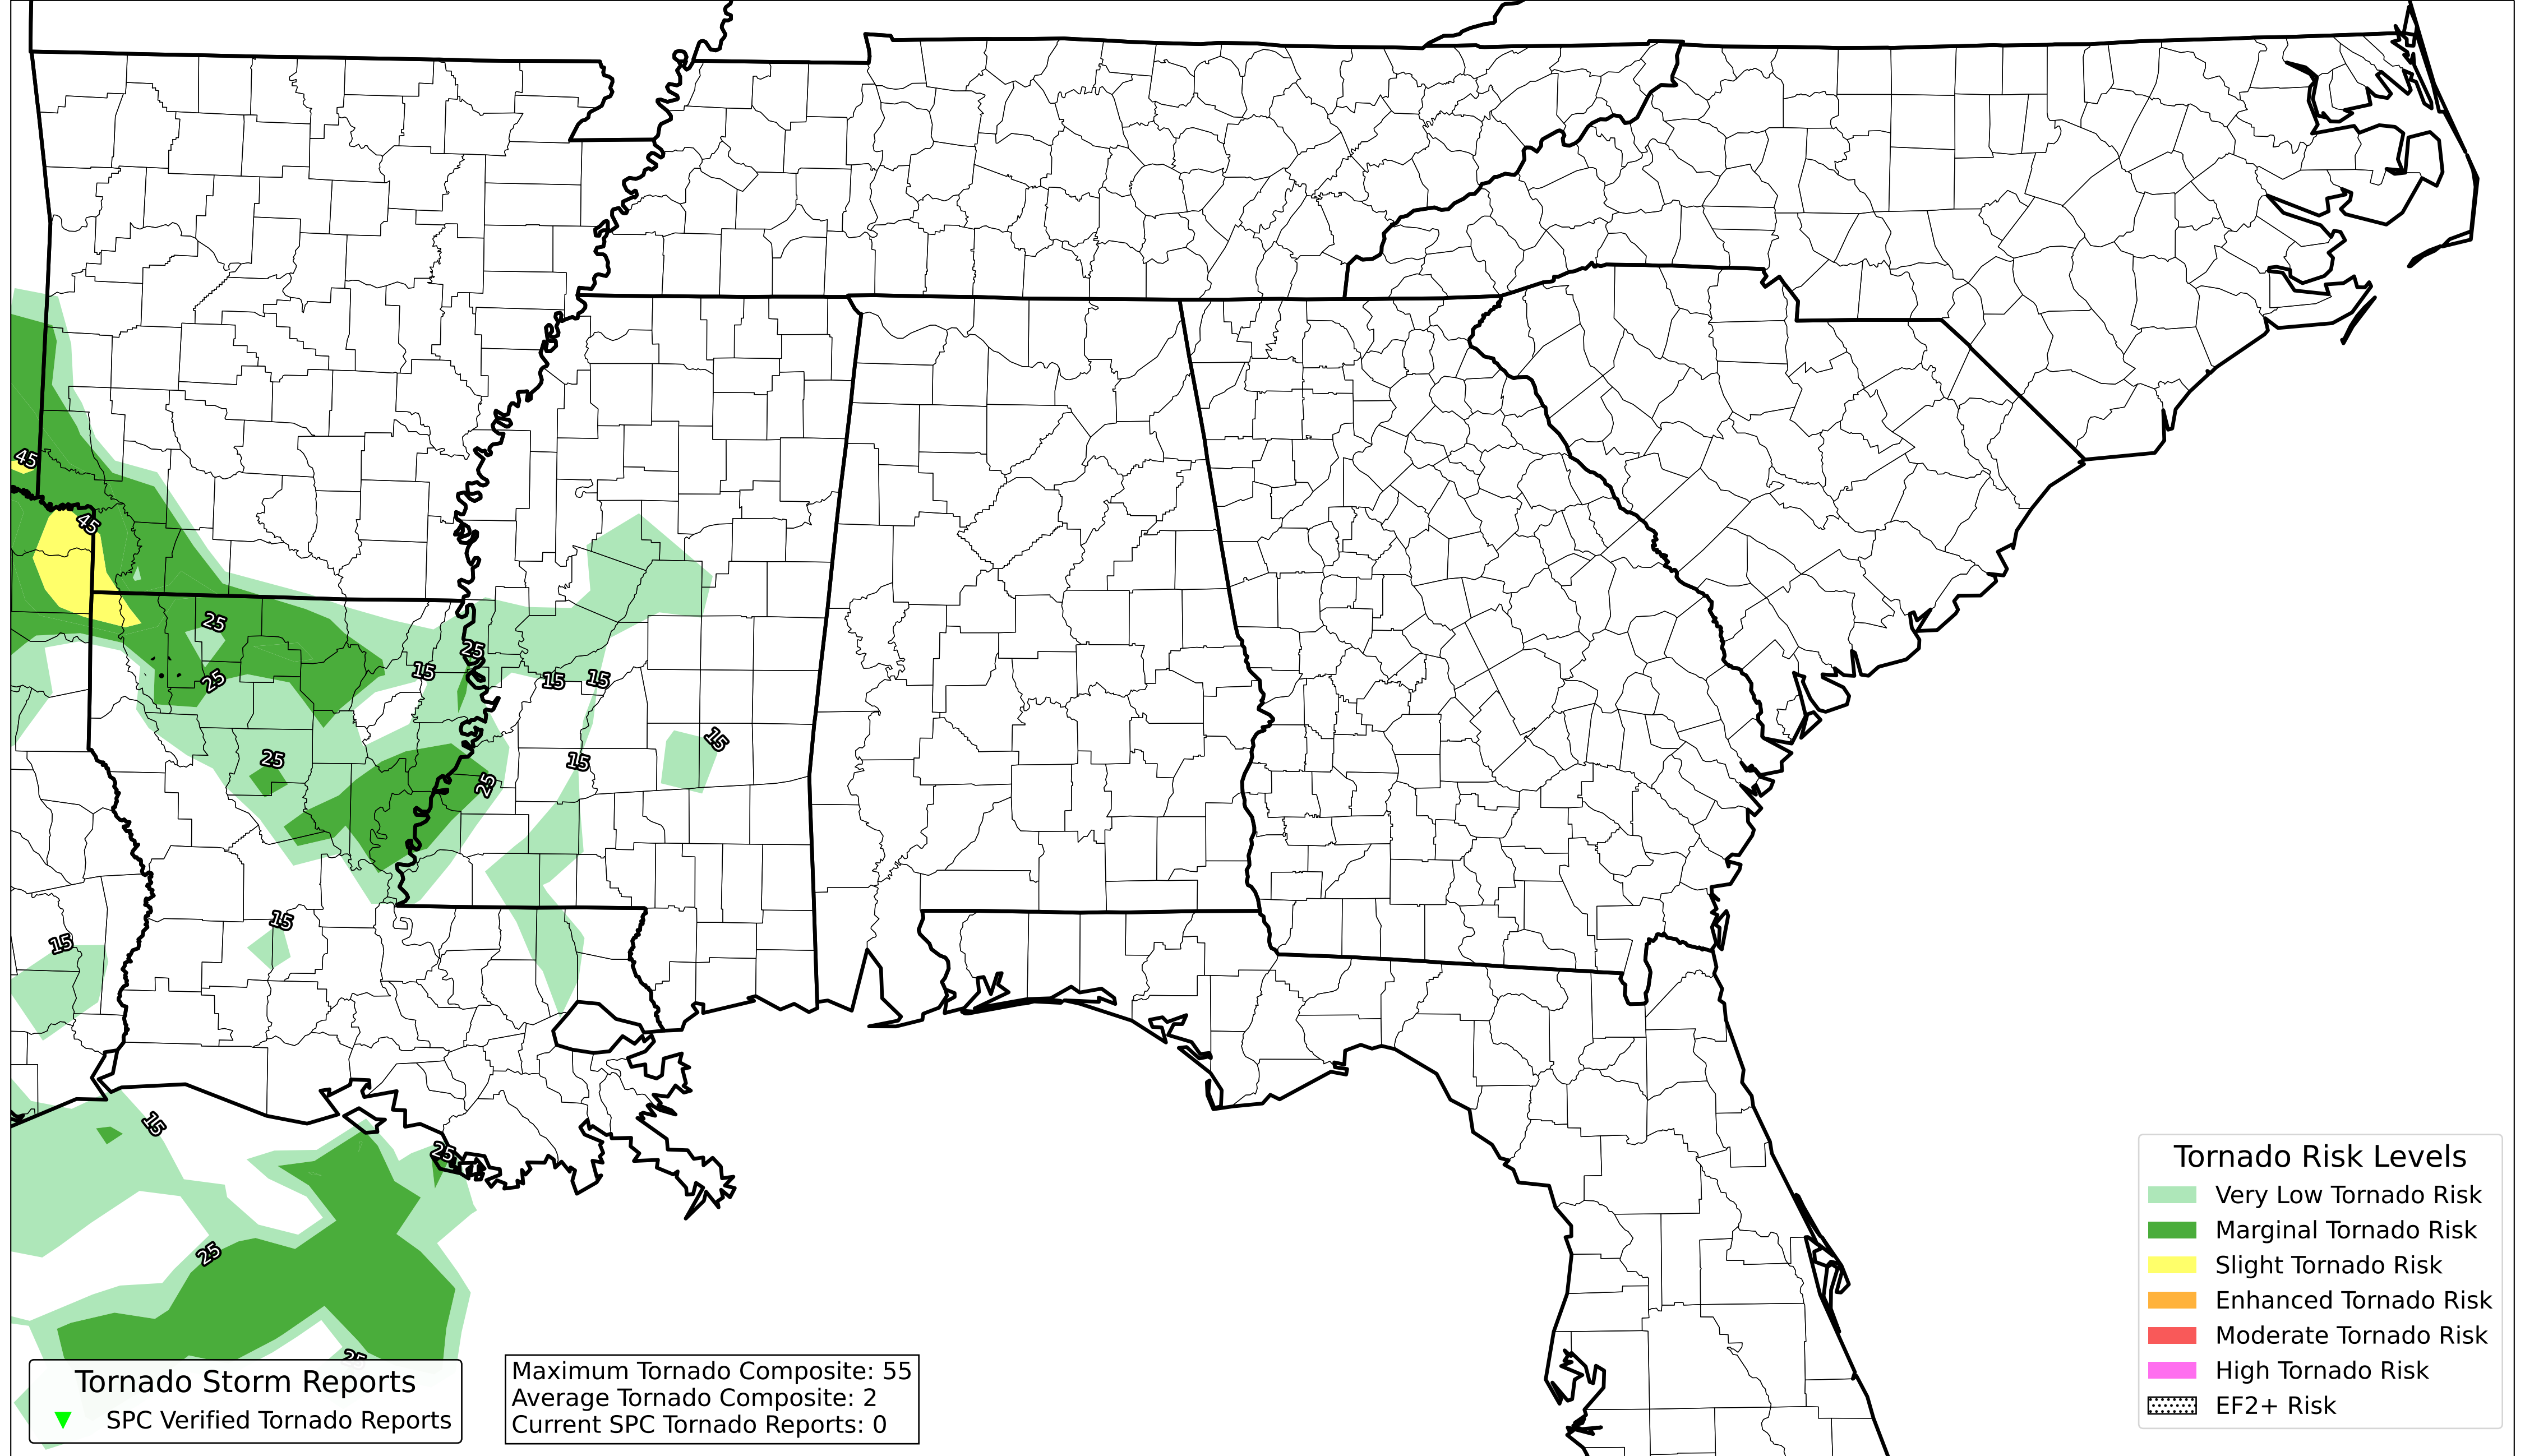 45
45
25
25
15
25
15
15
25
25
15
15
15
15
15
25
25
25
Tornado Storm Reports
SPC Verified Tornado Reports
Maximum Tornado Composite: 55
Average Tornado Composite: 2
Current SPC Tornado Reports: 0
Tornado Risk Levels
Very Low Tornado Risk
Marginal Tornado Risk
Slight Tornado Risk
Enhanced Tornado Risk
Moderate Tornado Risk
High Tornado Risk
EF2+ Risk